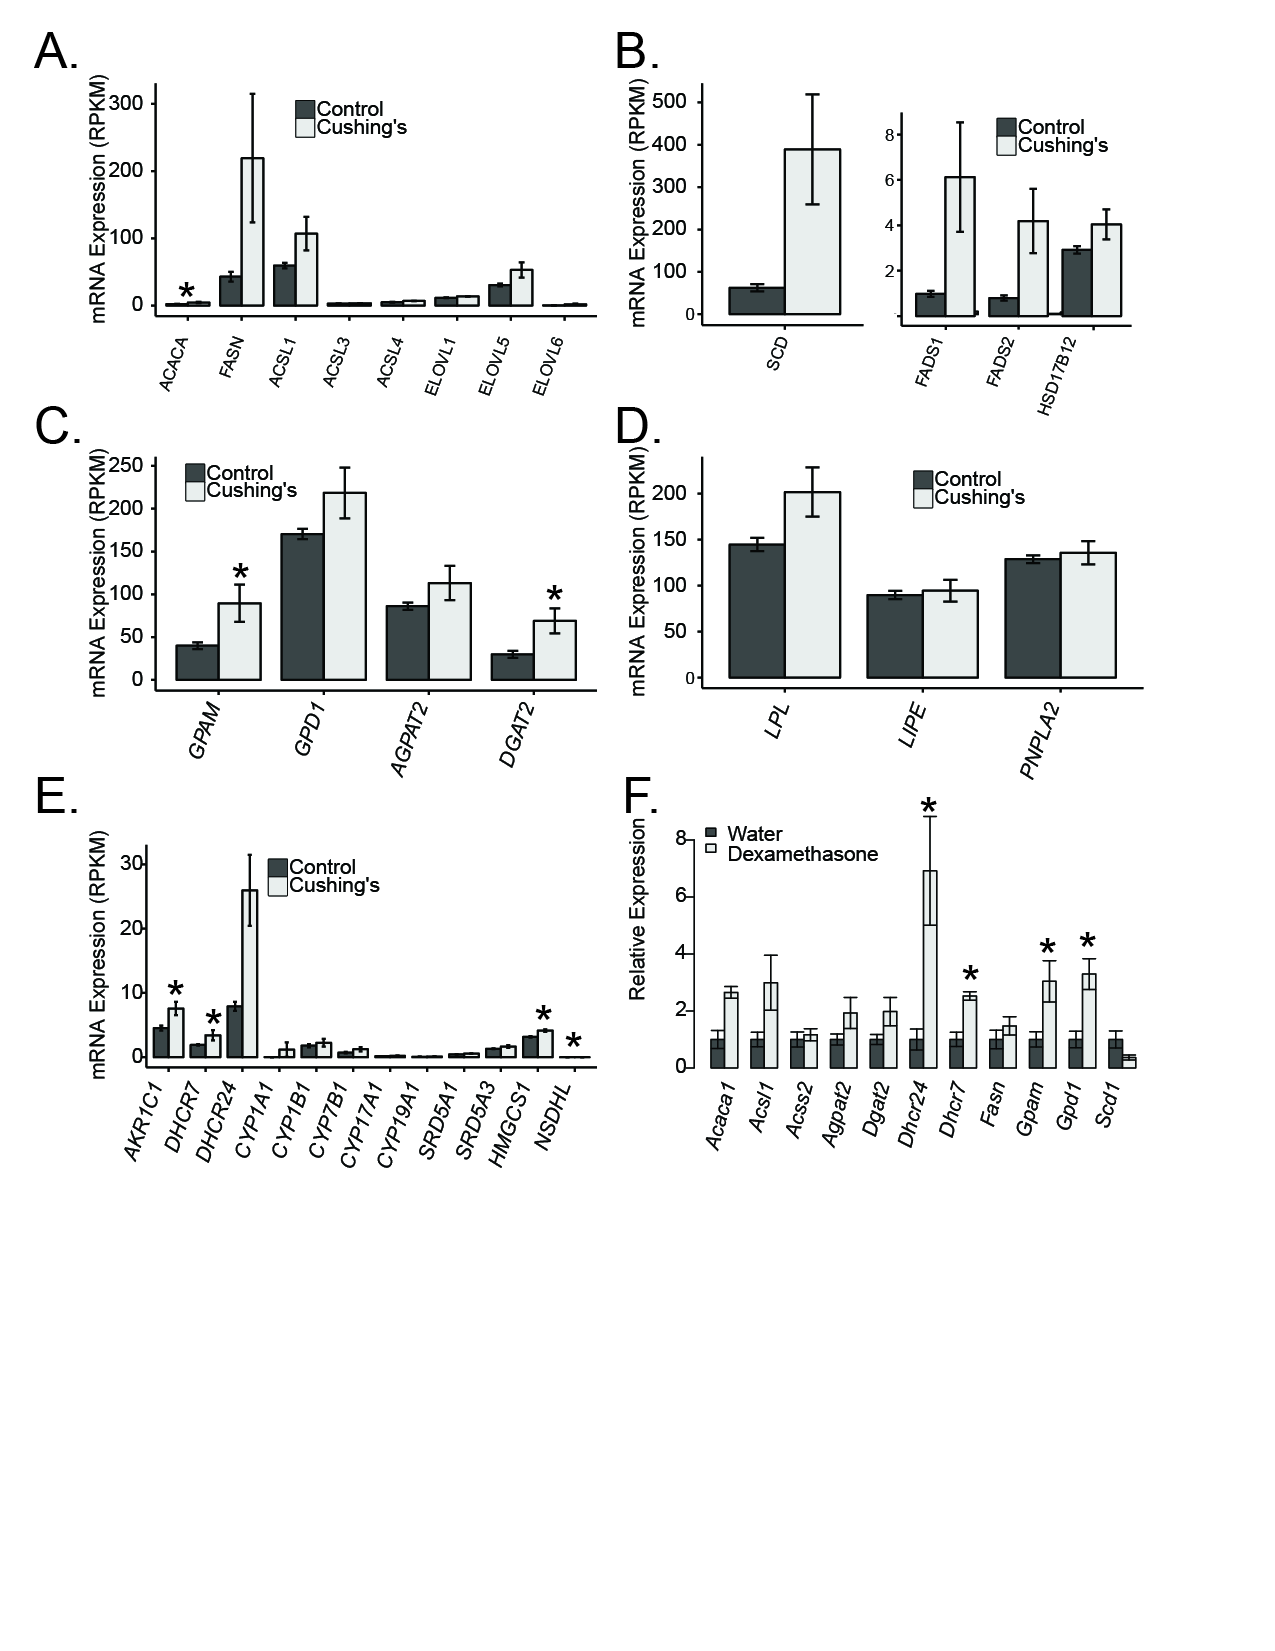 A.
mRNA Expression (RPKM)
300
200
100
0
Control
Cushing's
*
ACACA
FASN
ACSL1
ACSL3
ACSL4
ELOVL1
ELOVL5
ELOVL6
B.
mRNA Expression (RPKM)
500
400
300
200
100
0
SCD
8
6
4
2
Control
Cushing's
FADS1
FADS2
HSD17B12
C.
mRNA Expression (RPKM)
250
200
150
100
50
0
Control
Cushing's
*
*
GPAM
GPD1
AGPAT2
DGAT2
D.
mRNA Expression (RPKM)
200
150
100
50
0
Control
Cushing's
LPL
LIPE
PNPLA2
E.
mRNA Expression (RPKM)
30
20
10
0
Control
Cushing's
*
*
*
*
AKR1C1
DHCR7
DHCR24
CYP1A1
CYP1B1
CYP7B1
CYP17A1
CYP19A1
SRD5A1
SRD5A3
HMGCS1
NSDHL
F.
Relative Expression
8
6
4
2
0
Water
Dexamethasone
*
*
*
*
Acaca1
Acsl1
Acss2
Agpat2
Dgat2
Dhcr24
Dhcr7
Fasn
Gpam
Gpd1
Scd1